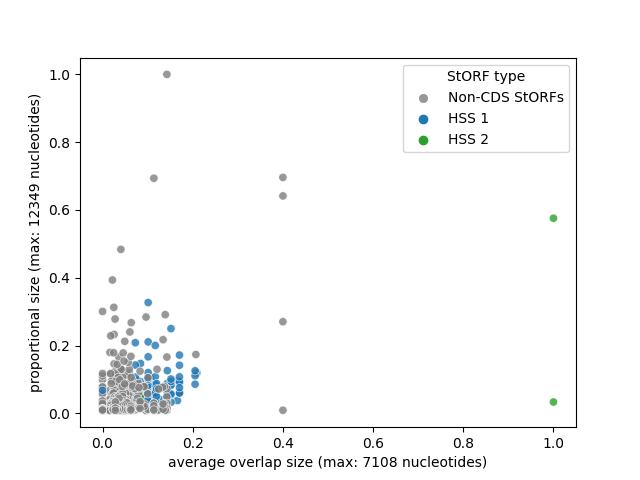 1.0
0.8
0.6
0.4
0.2
0.0
proportional size (max: 12349 nucleotides)
StORF type
Non-CDS StORFs
HSS 1
HSS 2
0.0 0.2 0.4 0.6 0.8 1.0
average overlap size (max: 7108 nucleotides)